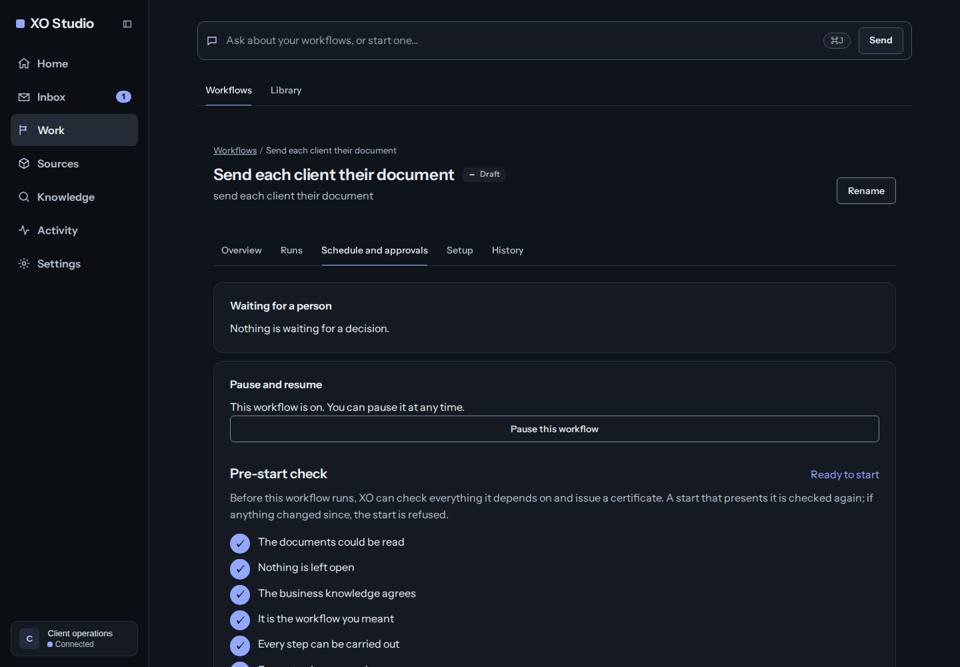 XO Studio
Home
Inbox
1
Work
Sources
Knowledge
Activity
Settings
C
Client operations
Connected
Ask about your workflows, or start one...
⌘J
Send
Workflows
Library
Workflows / Send each client their document
Send each client their document
– Draft
send each client their document
Rename
Overview
Runs
Schedule and approvals
Setup
History
Waiting for a person
Nothing is waiting for a decision.
Pause and resume
This workflow is on. You can pause it at any time.
Pause this workflow
Pre-start check
Ready to start
Before this workflow runs, XO can check everything it depends on and issue a certificate. A start that presents it is checked again; if
anything changed since, the start is refused.
The documents could be read
Nothing is left open
The business knowledge agrees
It is the workflow you meant
Every step can be carried out